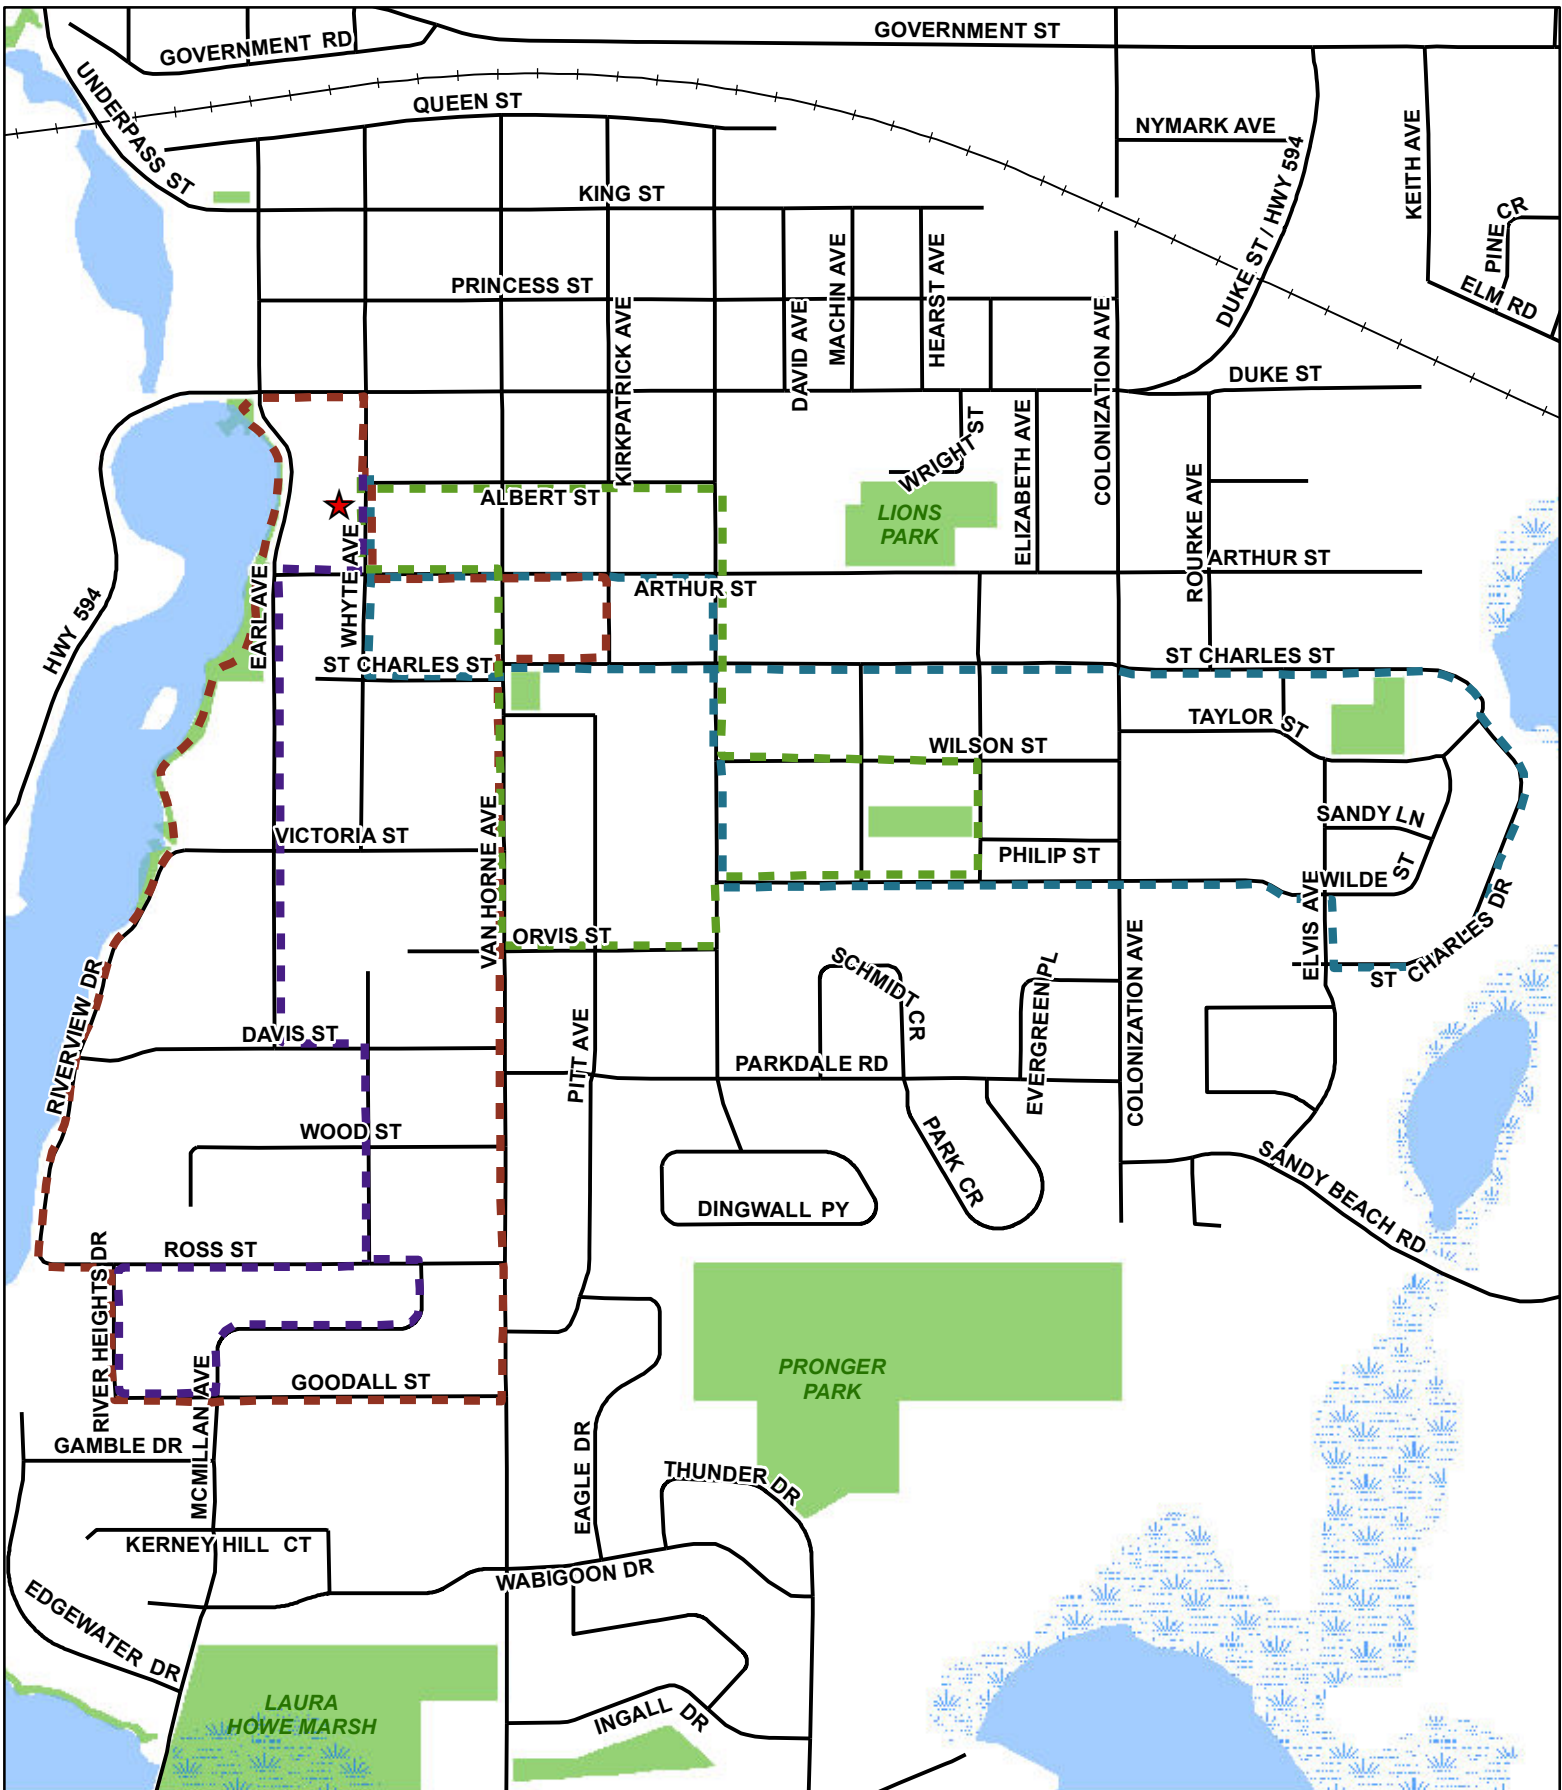 GOVERNMENT ST
GOVERNMENT RD
UNDERPASS ST
QUEEN ST
NYMARK AVE
KEITH AVE
DUKE ST / HWY 594
KING ST
PINE CR
ELM RD
PRINCESS ST
KIRKPATRICK AVE
DAVID AVE
MACHIN AVE
HEARST AVE
COLONIZATION AVE
DUKE ST
WRIGHT ST
ELIZABETH AVE
ROURKE AVE
ALBERT ST
LIONS
PARK
WHYTE AVE
EARL AVE
HWY 594
ARTHUR ST
ARTHUR ST
ST CHARLES ST
ST CHARLES ST
TAYLOR ST
WILSON ST
VAN HORNE AVE
VICTORIA ST
SANDY LN
PHILIP ST
WILDE ST
ELVIS AVE
ST CHARLES DR
ORVIS ST
SCHMIDT CR
EVERGREEN PL
COLONIZATION AVE
RIVERVIEW DR
DAVIS ST
PITT AVE
PARKDALE RD
WOOD ST
PARK CR
SANDY BEACH RD
DINGWALL PY
ROSS ST
RIVER HEIGHTS DR
MCMILLAN AVE
GOODALL ST
PRONGER
PARK
GAMBLE DR
EAGLE DR
THUNDER DR
KERNEY HILL CT
WABIGOON DR
EDGEWATER DR
LAURA
HOWE MARSH
INGALL DR